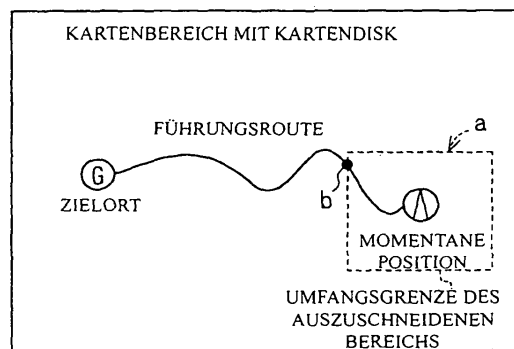 KARTENBEREICH MIT KARTENDISK
FÜHRUNGSROUTE
a
G
b
ZIELORT
MOMENTANE
POSITION
UMFANGSGRENZE DES
AUSZUSCHNEIDENEN
BEREICHS